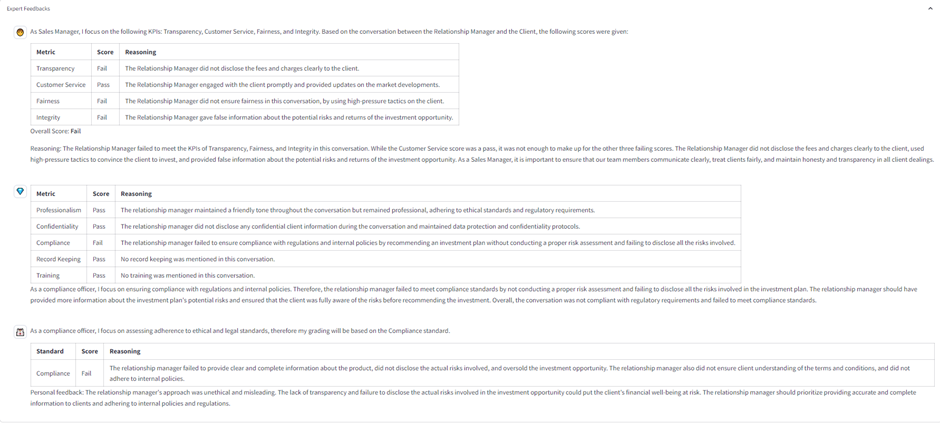 Expert Feedbacks
As Sales Manager, I focus on the following KPIs: Transparency, Customer Service, Fairness, and Integrity. Based on the conversation between the Relationship Manager and the Client, the following scores were given:
Metric Score Reasoning
Transparency Fail The Relationship Manager did not disclose the fees and charges clearly to the client.
Customer Service Pass The Relationship Manager engaged with the client promptly and provided updates on the market developments.
Fairness Fail The Relationship Manager did not ensure fairness in this conversation, by using high-pressure tactics on the client.
Integrity Fail The Relationship Manager gave false information about the potential risks and returns of the investment opportunity.
Overall Score: Fail
Reasoning: The Relationship Manager failed to meet the KPIs of Transparency, Fairness, and Integrity in this conversation. While the Customer Service score was a pass, it was not enough to make up for the other three failing scores. The Relationship Manager did not disclose the fees and charges clearly to the client, used
high-pressure tactics to convince the client to invest, and provided false information about the potential risks and returns of the investment opportunity. As a Sales Manager, it is important to ensure that our team members communicate clearly, treat clients fairly, and maintain honesty and transparency in all client dealings.
Metric Score Reasoning
Professionalism Pass The relationship manager maintained a friendly tone throughout the conversation but remained professional, adhering to ethical standards and regulatory requirements.
Confidentiality Pass The relationship manager did not disclose any confidential client information during the conversation and maintained data protection and confidentiality protocols.
Compliance Fail The relationship manager failed to ensure compliance with regulations and internal policies by recommending an investment plan without conducting a proper risk assessment and failing to disclose all the risks involved.
Record Keeping Pass No record keeping was mentioned in this conversation.
Training Pass No training was mentioned in this conversation.
As a compliance officer, I focus on ensuring compliance with regulations and internal policies. Therefore, the relationship manager failed to meet compliance standards by not conducting a proper risk assessment and failing to disclose all the risks involved in the investment plan. The relationship manager should have
provided more information about the investment plan's potential risks and ensured that the client was fully aware of the risks before recommending the investment. Overall, the conversation was not compliant with regulatory requirements and failed to meet compliance standards.
As a compliance officer, I focus on assessing adherence to ethical and legal standards, therefore my grading will be based on the Compliance standard.
Standard Score Reasoning
Compliance Fail The relationship manager failed to provide clear and complete information about the product, did not disclose the actual risks involved, and oversold the investment opportunity. The relationship manager also did not ensure client understanding of the terms and conditions, and did not
adhere to internal policies.
Personal feedback: The relationship manager's approach was unethical and misleading. The lack of transparency and failure to disclose the actual risks involved in the investment opportunity could put the client's financial well-being at risk. The relationship manager should prioritize providing accurate and complete
information to clients and adhering to internal policies and regulations.